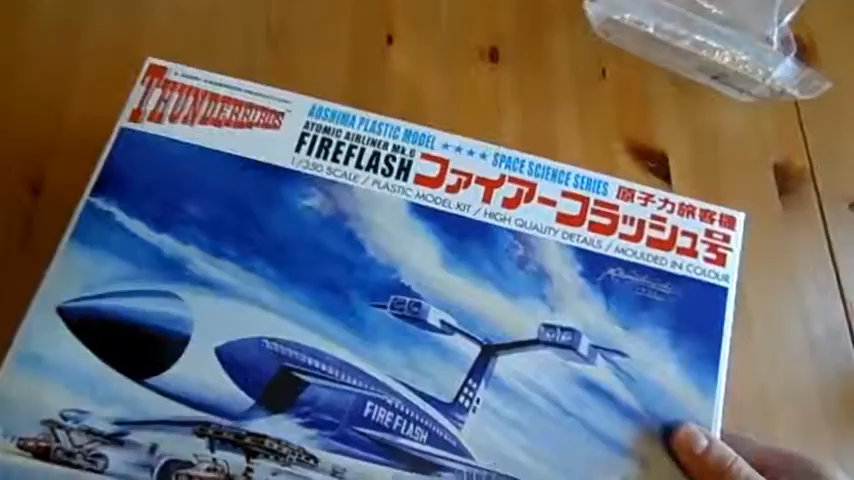 THUNDERBIRDS
AOSHIMA PLASTIC MODEL ★★★★ SPACE SCIENCE SERIES
ATOMIC AIRLINER Mk.6
FIREFLASH
原子力旅客機
ファイアーフラッシュ号
1/350 SCALE / PLASTIC MODEL KIT / HIGH QUALITY DETAILS / MOULDED IN COLOUR
FIREFLASH